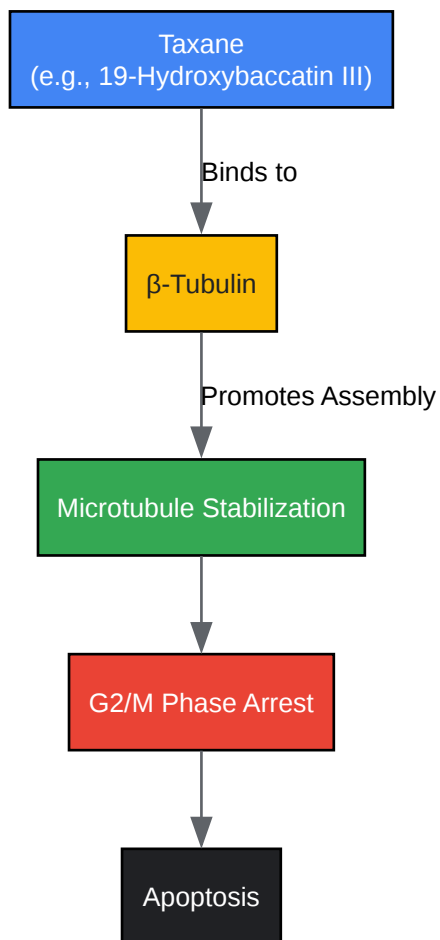 Taxane
(e.g., 19-Hydroxybaccatin III)
Binds to
β-Tubulin
Promotes Assembly
Microtubule Stabilization
G2/M Phase Arrest
Apoptosis